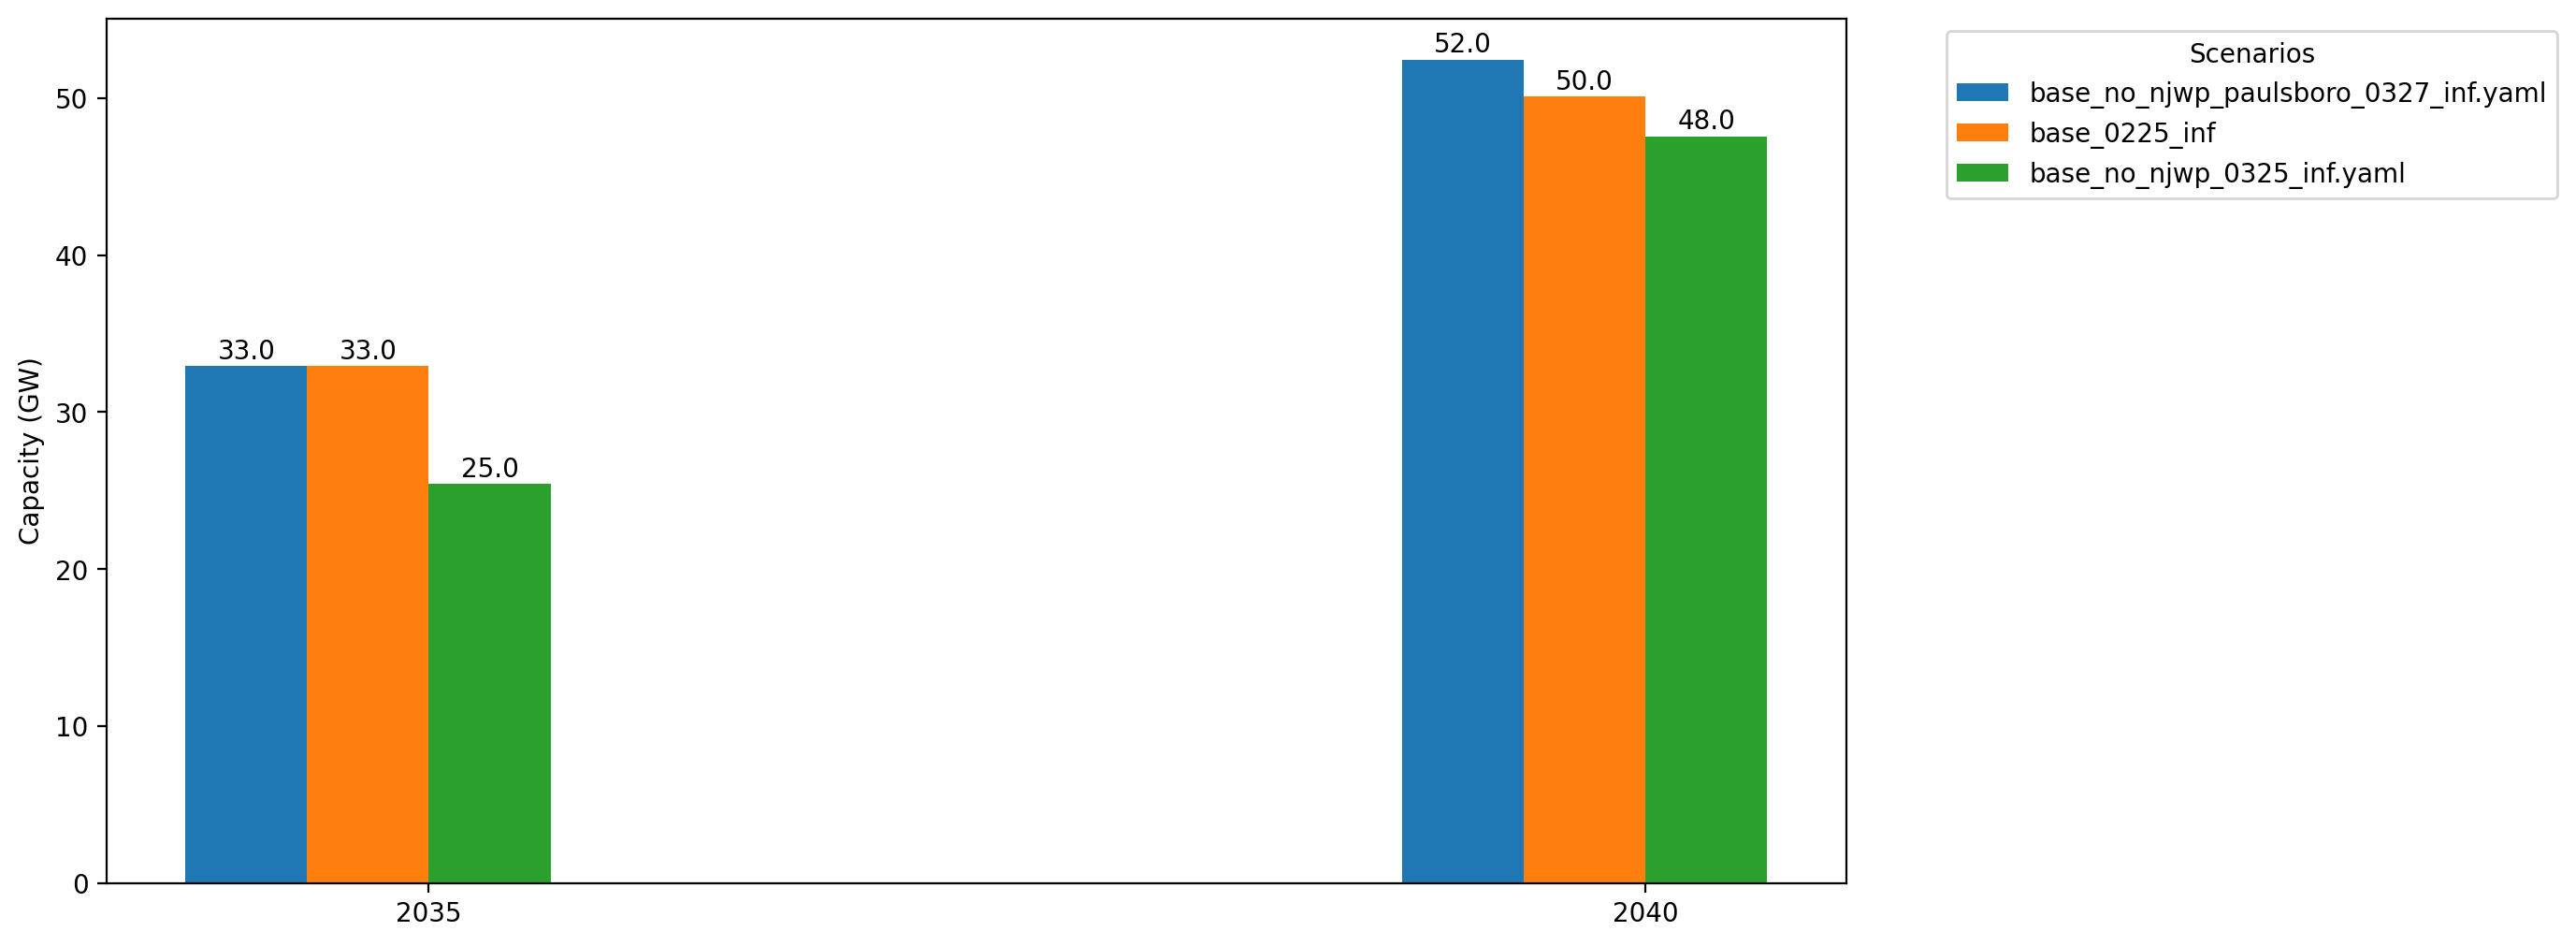 52.0
50.0
48.0
33.0
33.0
25.0
Capacity (GW)
50
40
30
20
10
0
2035
2040
Scenarios
base_no_njwp_paulsboro_0327_inf.yaml
base_0225_inf
base_no_njwp_0325_inf.yaml